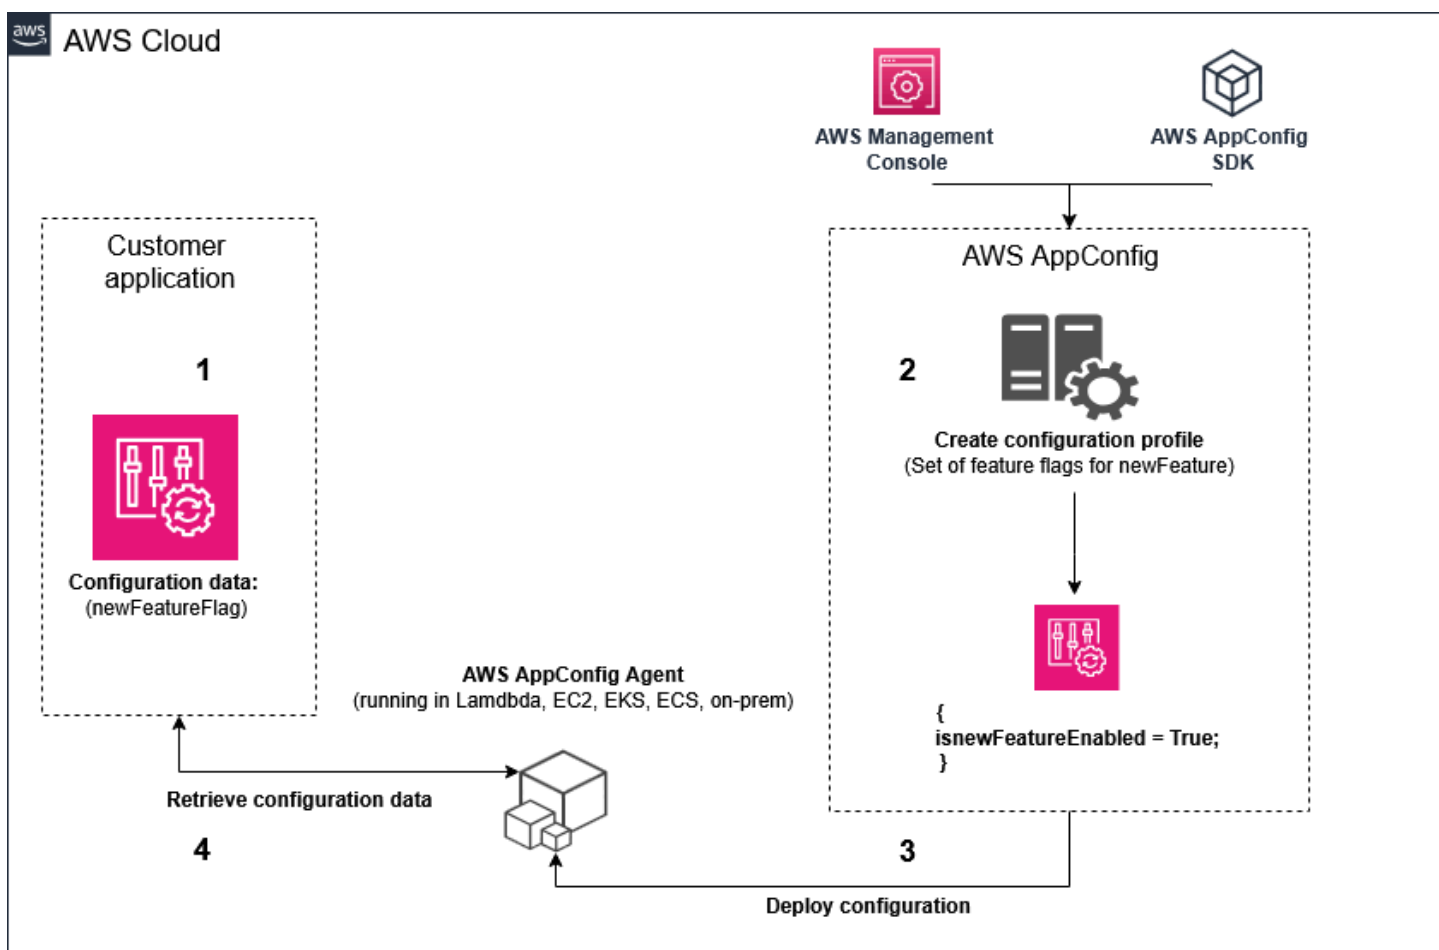 aws
AWS Cloud
AWS Management
Console
AWS AppConfig
SDK
Customer
application
1
Configuration data:
(newFeatureFlag)
AWS AppConfig
2
Create configuration profile
(Set of feature flags for newFeature)
{
isnewFeatureEnabled = True;
}
AWS AppConfig Agent
(running in Lamdbda, EC2, EKS, ECS, on-prem)
Retrieve configuration data
4
3
Deploy configuration